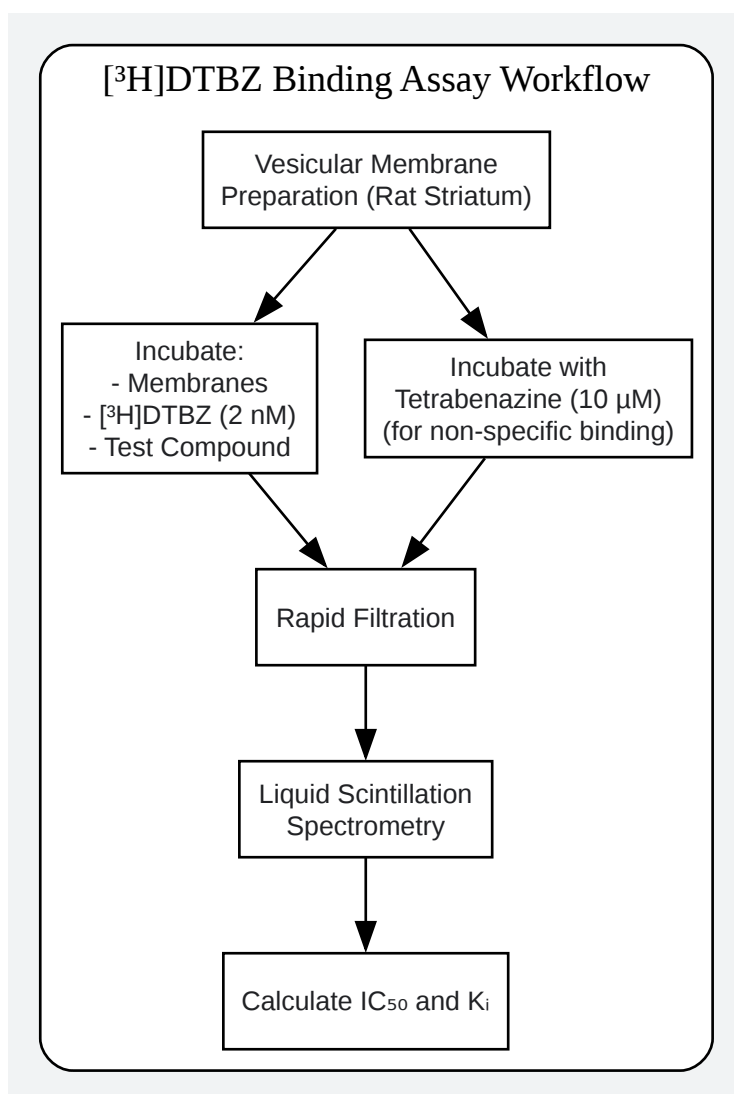 [³H]DTBZ Binding Assay Workflow
Vesicular Membrane
Preparation (Rat Striatum)
Incubate:
- Membranes
- [³H]DTBZ (2 nM)
- Test Compound
Incubate with
Tetrabenazine (10 µM)
(for non-specific binding)
Rapid Filtration
Liquid Scintillation
Spectrometry
Calculate IC₅₀ and Kᵢ